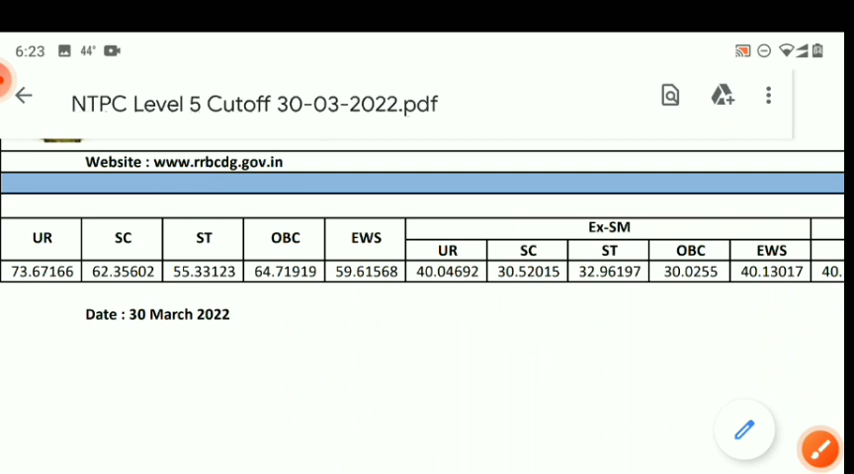 6:23 44°
NTPC Level 5 Cutoff 30-03-2022.pdf
Website : www.rrbcdg.gov.in
UR SC ST OBC EWS Ex-SM
UR SC ST OBC EWS
73.67166 62.35602 55.33123 64.71919 59.61568 40.04692 30.52015 32.96197 30.0255 40.13017 40.
Date : 30 March 2022